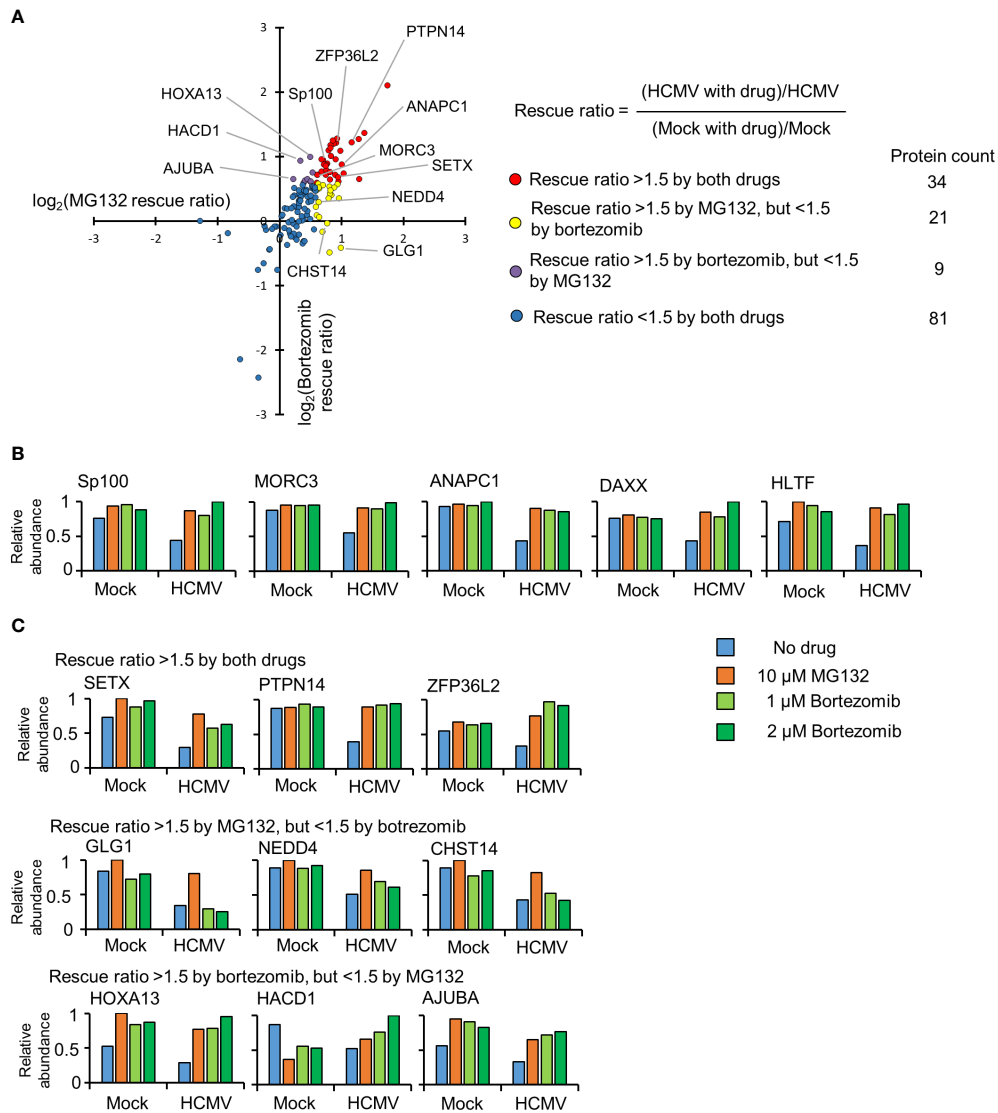 A
3
2
1
0
-1
-2
-3
-3
-2
-1
0
1
2
3
log2(MG132 rescue ratio)
log2(Bortezomib
rescue ratio)
PTPN14
ZFP36L2
HOXA13
Sp100
ANAPC1
HACD1
MORC3
AJUBA
SETX
NEDD4
GLG1
CHST14
Rescue ratio =
(HCMV with drug)/HCMV
(Mock with drug)/Mock
Protein count
Rescue ratio >1.5 by both drugs 34
Rescue ratio >1.5 by MG132, but <1.5
by bortezomib 21
Rescue ratio >1.5 by bortezomib, but <1.5
by MG132 9
Rescue ratio <1.5 by both drugs 81
B
Sp100 MORC3 ANAPC1 DAXX HLTF
Relative
abundance
1
0.5
0
Mock HCMV Mock HCMV Mock HCMV Mock HCMV Mock HCMV
C
No drug
10 µM MG132
1 µM Bortezomib
2 µM Bortezomib
Rescue ratio >1.5 by both drugs
SETX PTPN14 ZFP36L2
Relative
abundance
1
0.5
0
Mock HCMV Mock HCMV Mock HCMV
Rescue ratio >1.5 by MG132, but <1.5 by botrezomib
GLG1 NEDD4 CHST14
Relative
abundance
1
0.5
0
Mock HCMV Mock HCMV Mock HCMV
Rescue ratio >1.5 by bortezomib, but <1.5 by MG132
HOXA13 HACD1 AJUBA
Relative
abundance
1
0.5
0
Mock HCMV Mock HCMV Mock HCMV